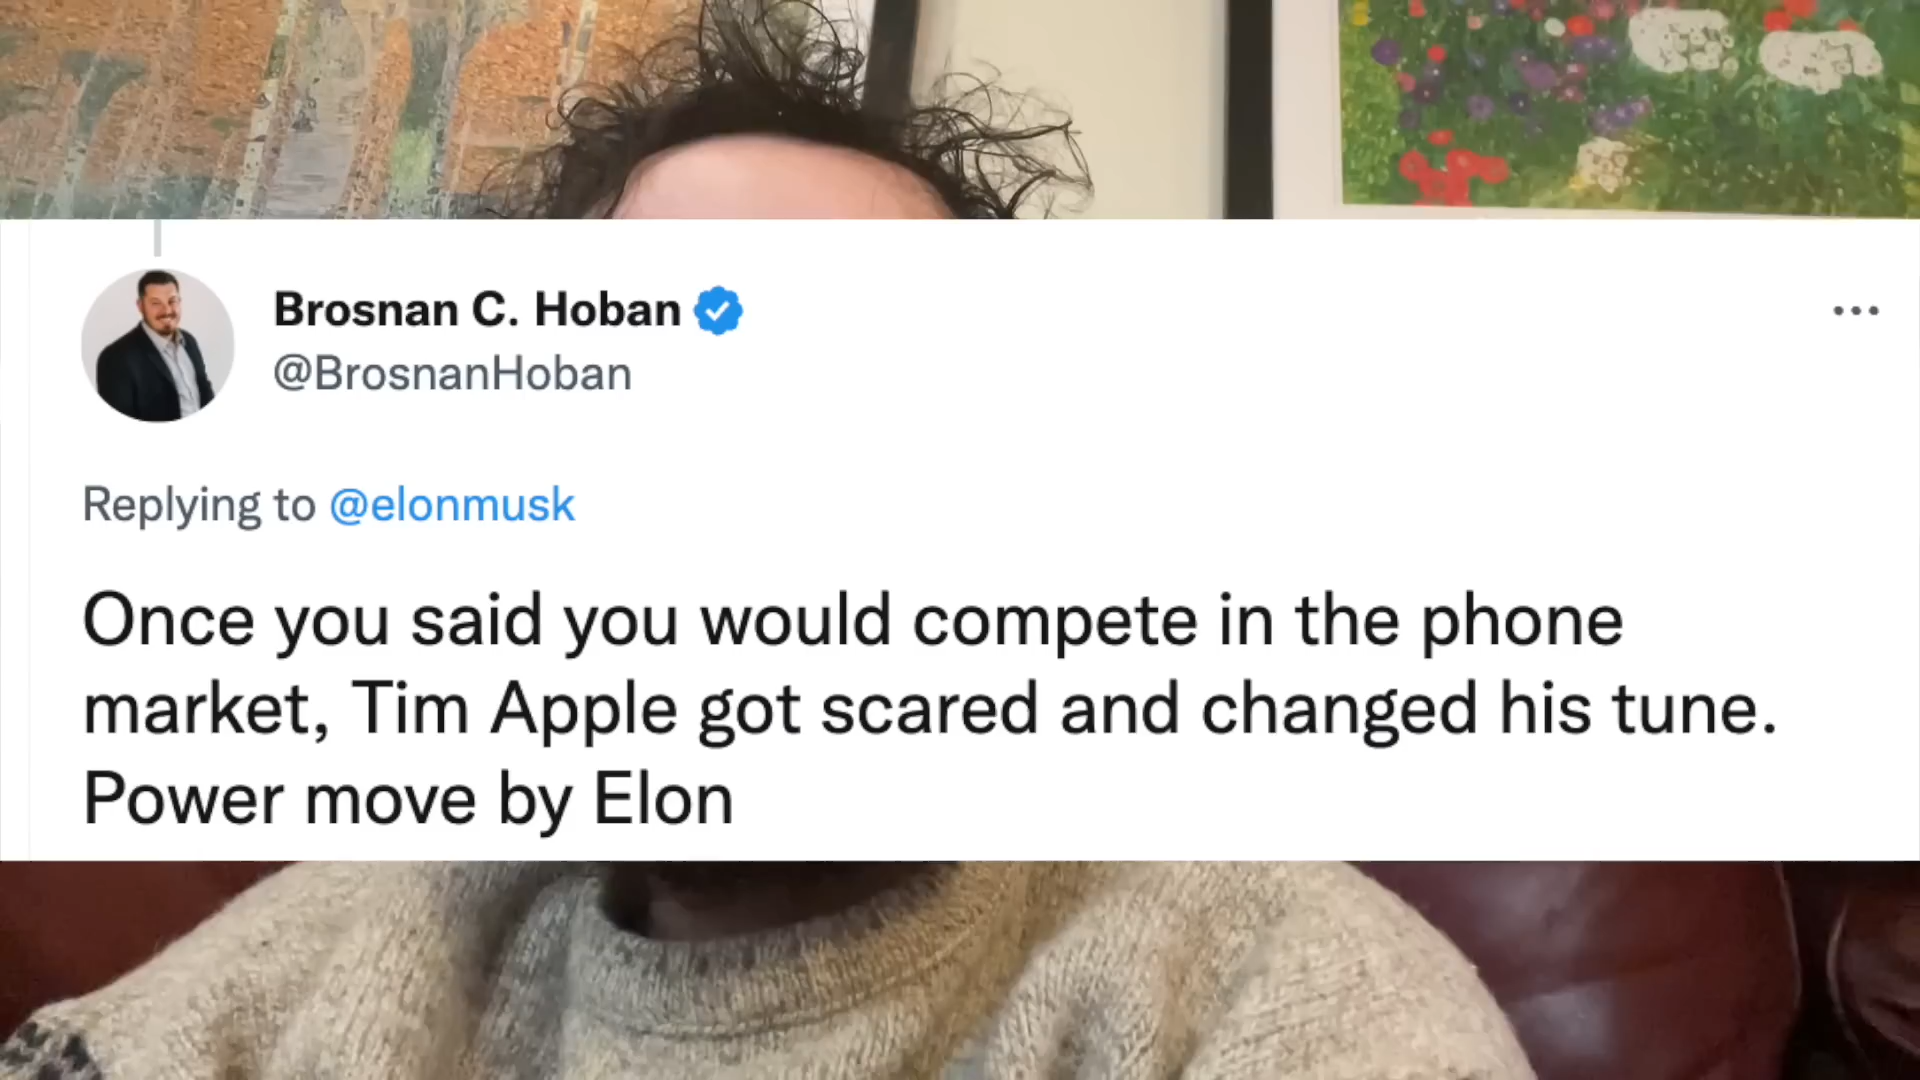 Brosnan C. Hoban
@BrosnanHoban
Replying to @elonmusk
Once you said you would compete in the phone
market, Tim Apple got scared and changed his tune.
Power move by Elon